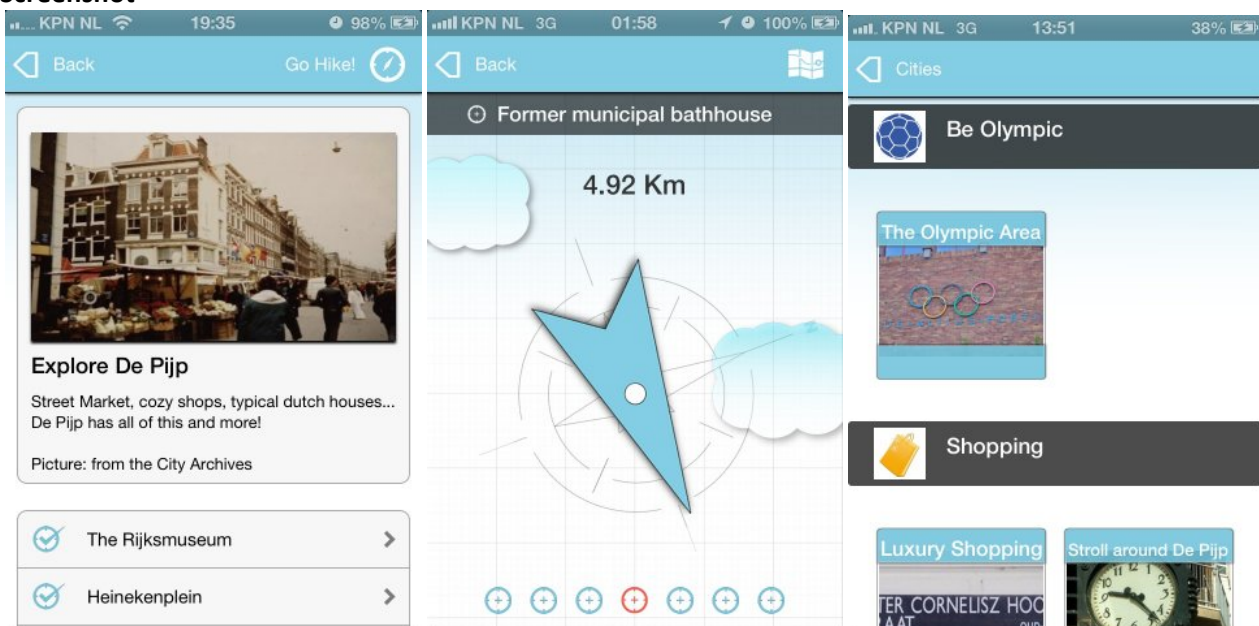 Screenshot
KPN NL 19:35 98%
Back Go Hike!
Explore De Pijp
Street Market, cozy shops, typical dutch houses...
De Pijp has all of this and more!
Picture: from the City Archives
The Rijksmuseum
Heinekenplein
KPN NL 3G 01:58 100%
Back
Former municipal bathhouse
4.92 Km
KPN NL 3G 13:51 38%
Cities
Be Olympic
The Olympic Area
Shopping
Luxury Shopping
TER CORNELISZ HOO
Stroll around De Pijp
12